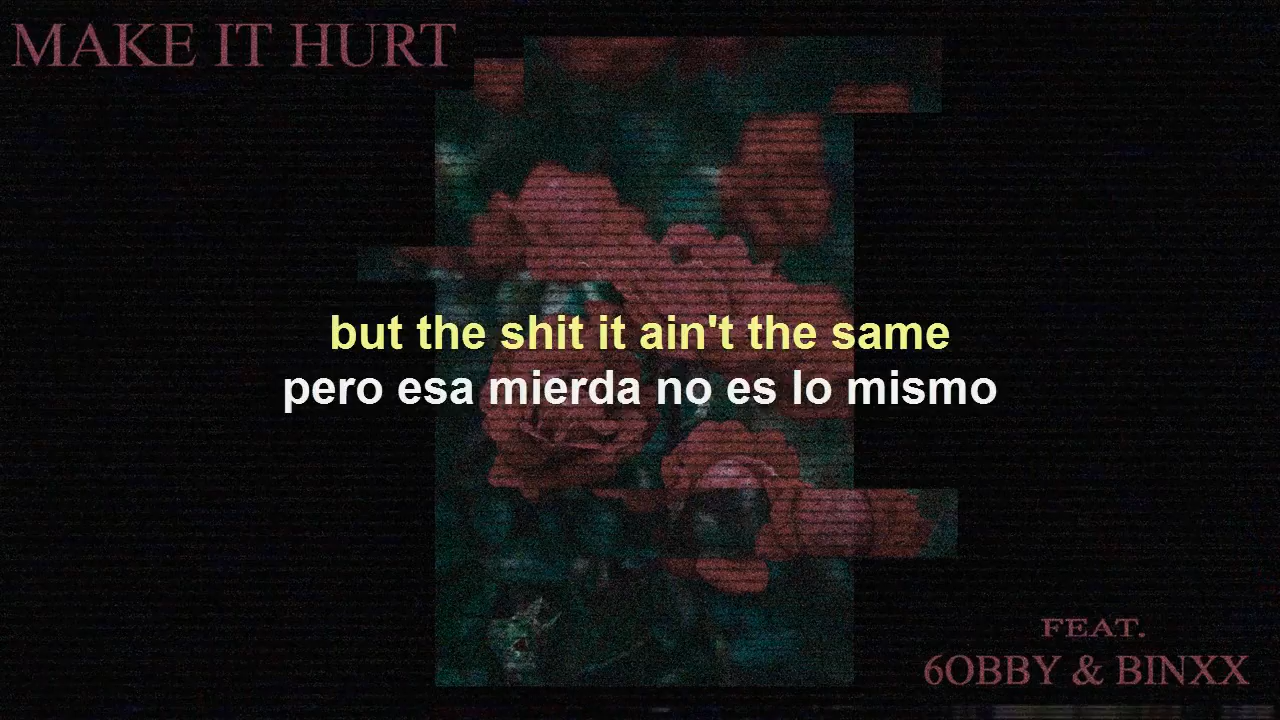 MAKE IT HURT
but the shit it ain't the same
pero esa mierda no es lo mismo
FEAT.
6OBBY & BINXX